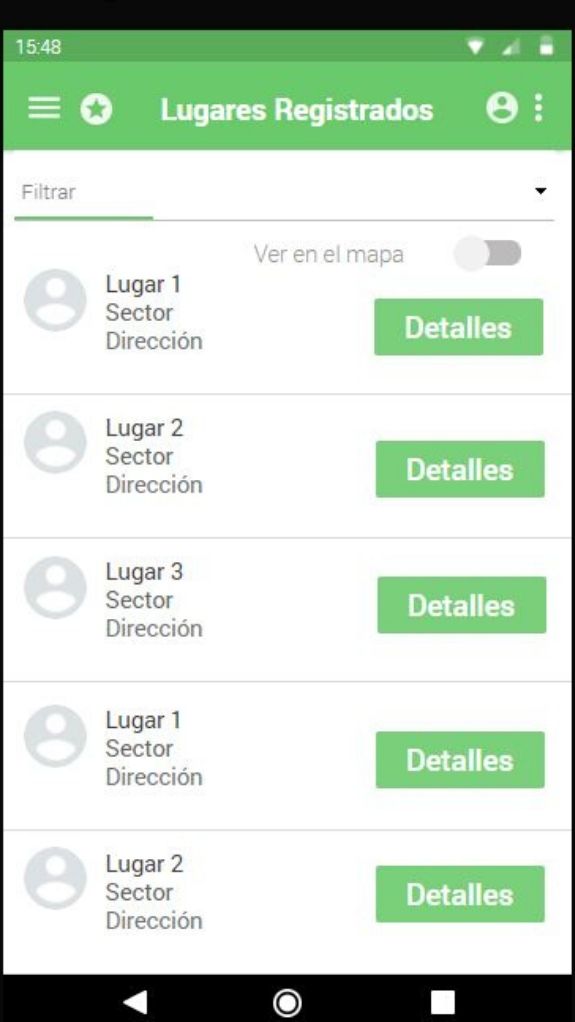 15:48
Lugares Registrados
Filtrar
Ver en el mapa
Lugar 1
Sector
Dirección
Detalles
Lugar 2
Sector
Dirección
Detalles
Lugar 3
Sector
Dirección
Detalles
Lugar 1
Sector
Dirección
Detalles
Lugar 2
Sector
Dirección
Detalles